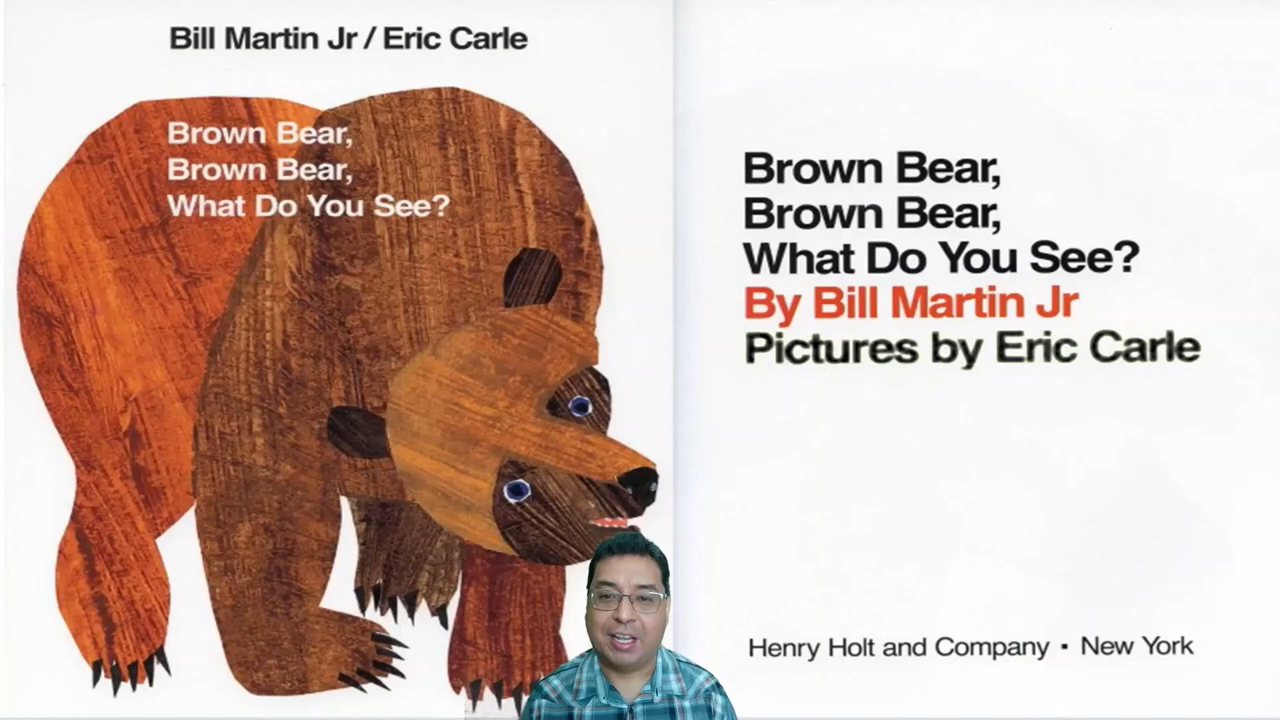 Bill Martin Jr / Eric Carle
Brown Bear,
Brown Bear,
What Do You See?
Brown Bear,
Brown Bear,
What Do You See?
By Bill Martin Jr
Pictures by Eric Carle
Henry Holt and Company • New York